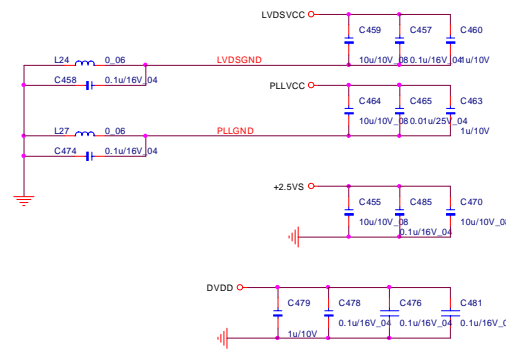 LVDSVCC
C459 C457 C460
10u/10V_08 0.1u/16V_04 1u/10V
L24 0_06 LVDSGND
C458 0.1u/16V_04
PLLVCC
C464 C465 C463
10u/10V_08 0.01u/25V_04
1u/10V
L27 0_06 PLLGND
C474 0.1u/16V_04
+2.5VS
C455 C485 C470
10u/10V_08 10u/10V_08
0.1u/16V_04
DVDD
C479 C478 C476 C481
0.1u/16V_04 0.1u/16V_04 0.1u/16V_0
1u/10V